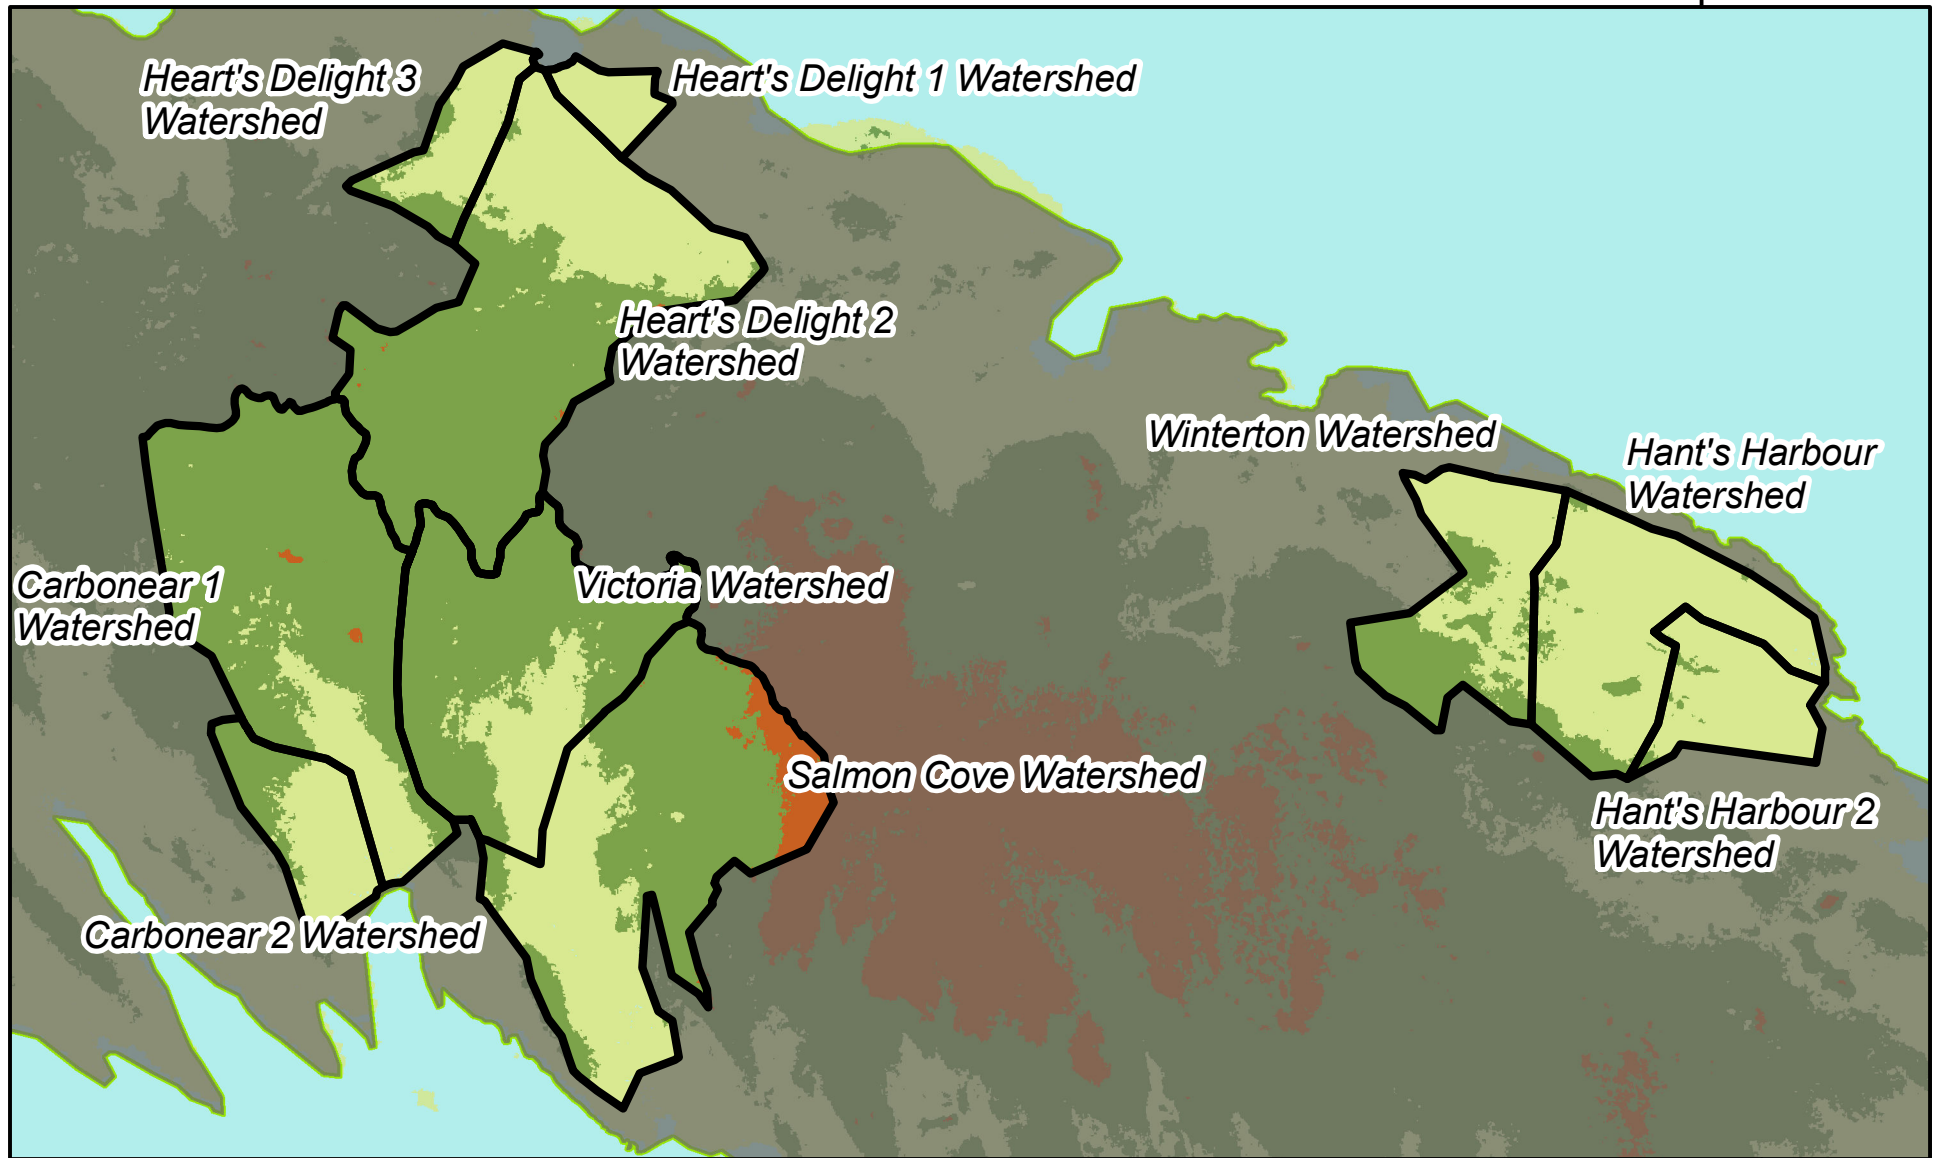 Heart's Delight 3
Watershed
Heart's Delight 1 Watershed
Heart's Delight 2
Watershed
Winterton Watershed
Hant's Harbour
Watershed
Carbonear 1
Watershed
Victoria Watershed
Salmon Cove Watershed
Hant's Harbour 2
Watershed
Carbonear 2 Watershed